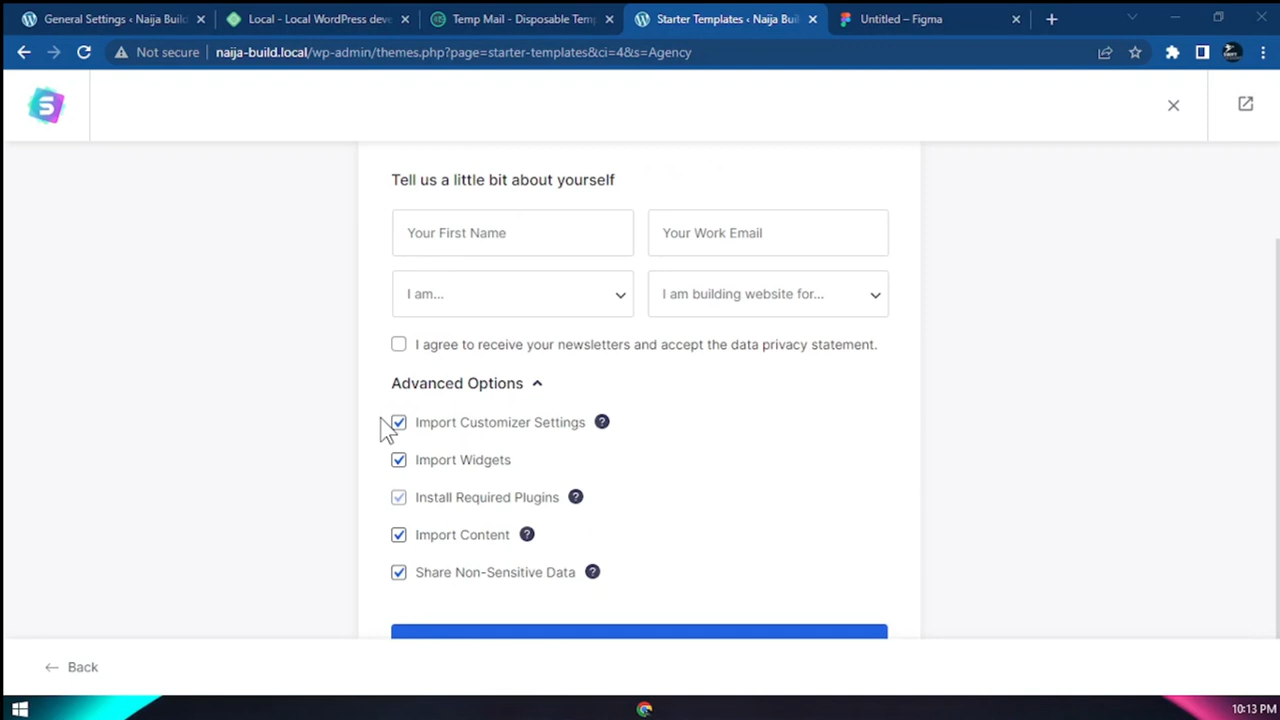 General Settings ‹ Naija Build
Local - Local WordPress deve
Temp Mail - Disposable Temp
Starter Templates ‹ Naija Buil
Untitled – Figma
Not secure
naija-build.local/wp-admin/themes.php?page=starter-templates&ci=4&s=Agency
S
Tell us a little bit about yourself
Your First Name
Your Work Email
I am...
I am building website for...
I agree to receive your newsletters and accept the data privacy statement.
Advanced Options
Import Customizer Settings ?
Import Widgets
Install Required Plugins ?
Import Content ?
Share Non-Sensitive Data ?
← Back
10:13 PM